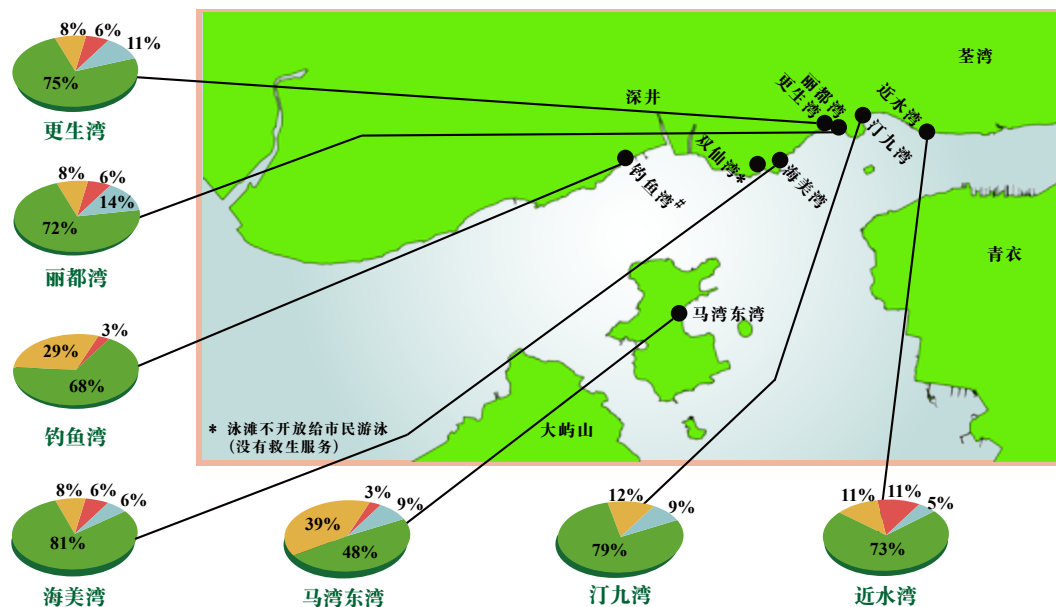 8%
6%
11%
75%
更生湾
8%
6%
14%
72%
丽都湾
3%
29%
68%
钓鱼湾
荃湾
深井
丽都湾
更生湾
近水湾
汀九湾
双仙湾*
海美湾
钓鱼湾#
青衣
马湾东湾
大屿山
* 泳滩不开放给市民游泳
(没有救生服务)
8%
6%
6%
81%
海美湾
3%
9%
39%
48%
马湾东湾
12%
9%
79%
汀九湾
11%
11%
5%
73%
近水湾